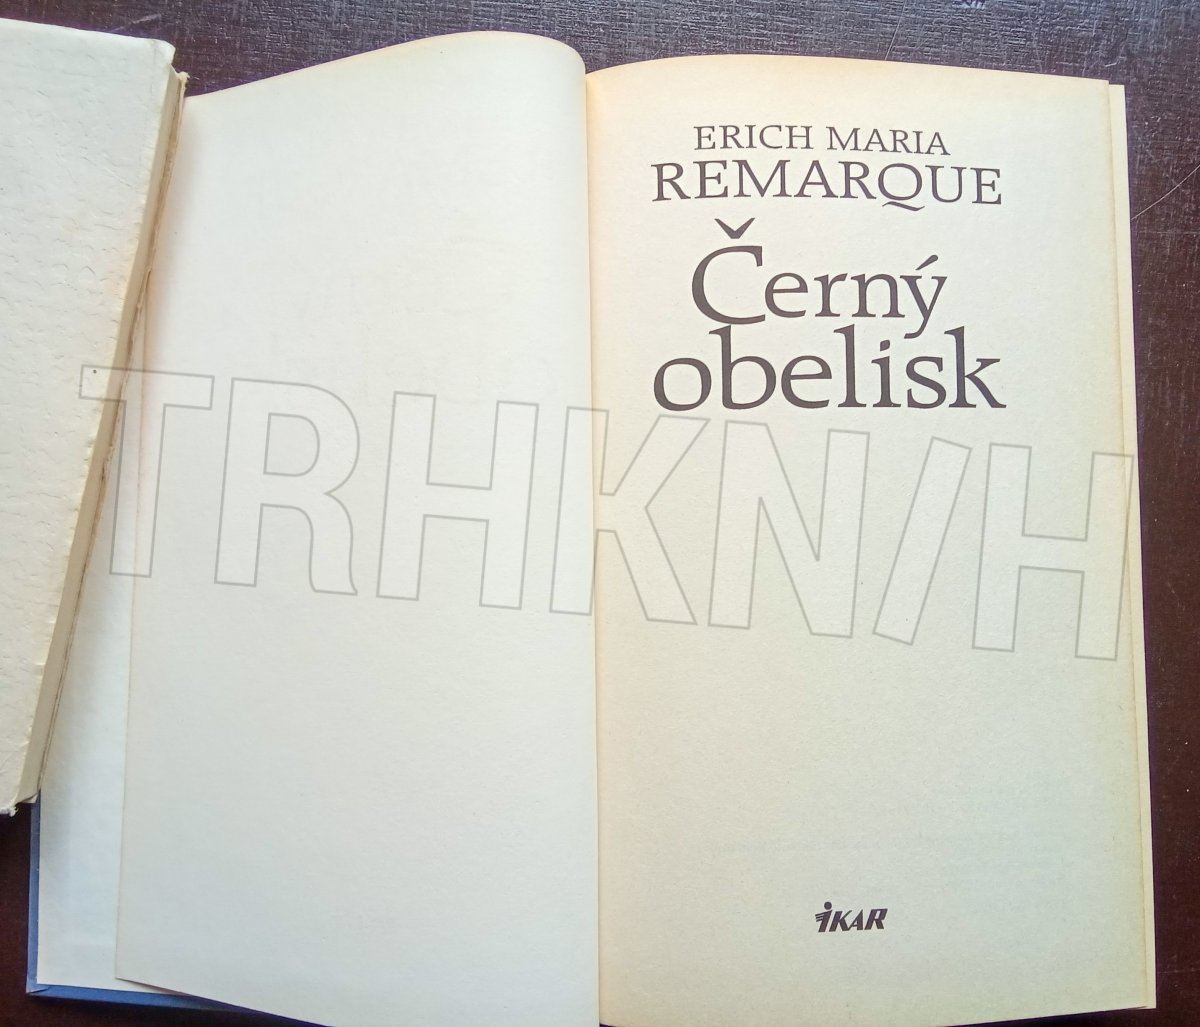 ERICH MARIA
REMARQUE
Černý
obelisk
TRHKNIH
IKAR